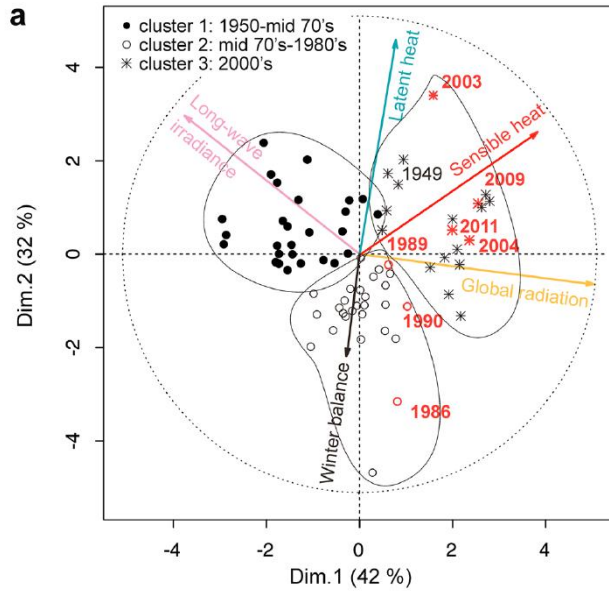 a
● cluster 1: 1950-mid 70's
○ cluster 2: mid 70's-1980's
✳ cluster 3: 2000's
Latent heat
2003
Long-wave
irradiance
Sensible heat
1949
2009
2011
1989
2004
Global radiation
1990
Winter balance
1986
4
2
0
-2
-4
Dim.2 (32 %)
-4
-2
0
2
4
Dim.1 (42 %)